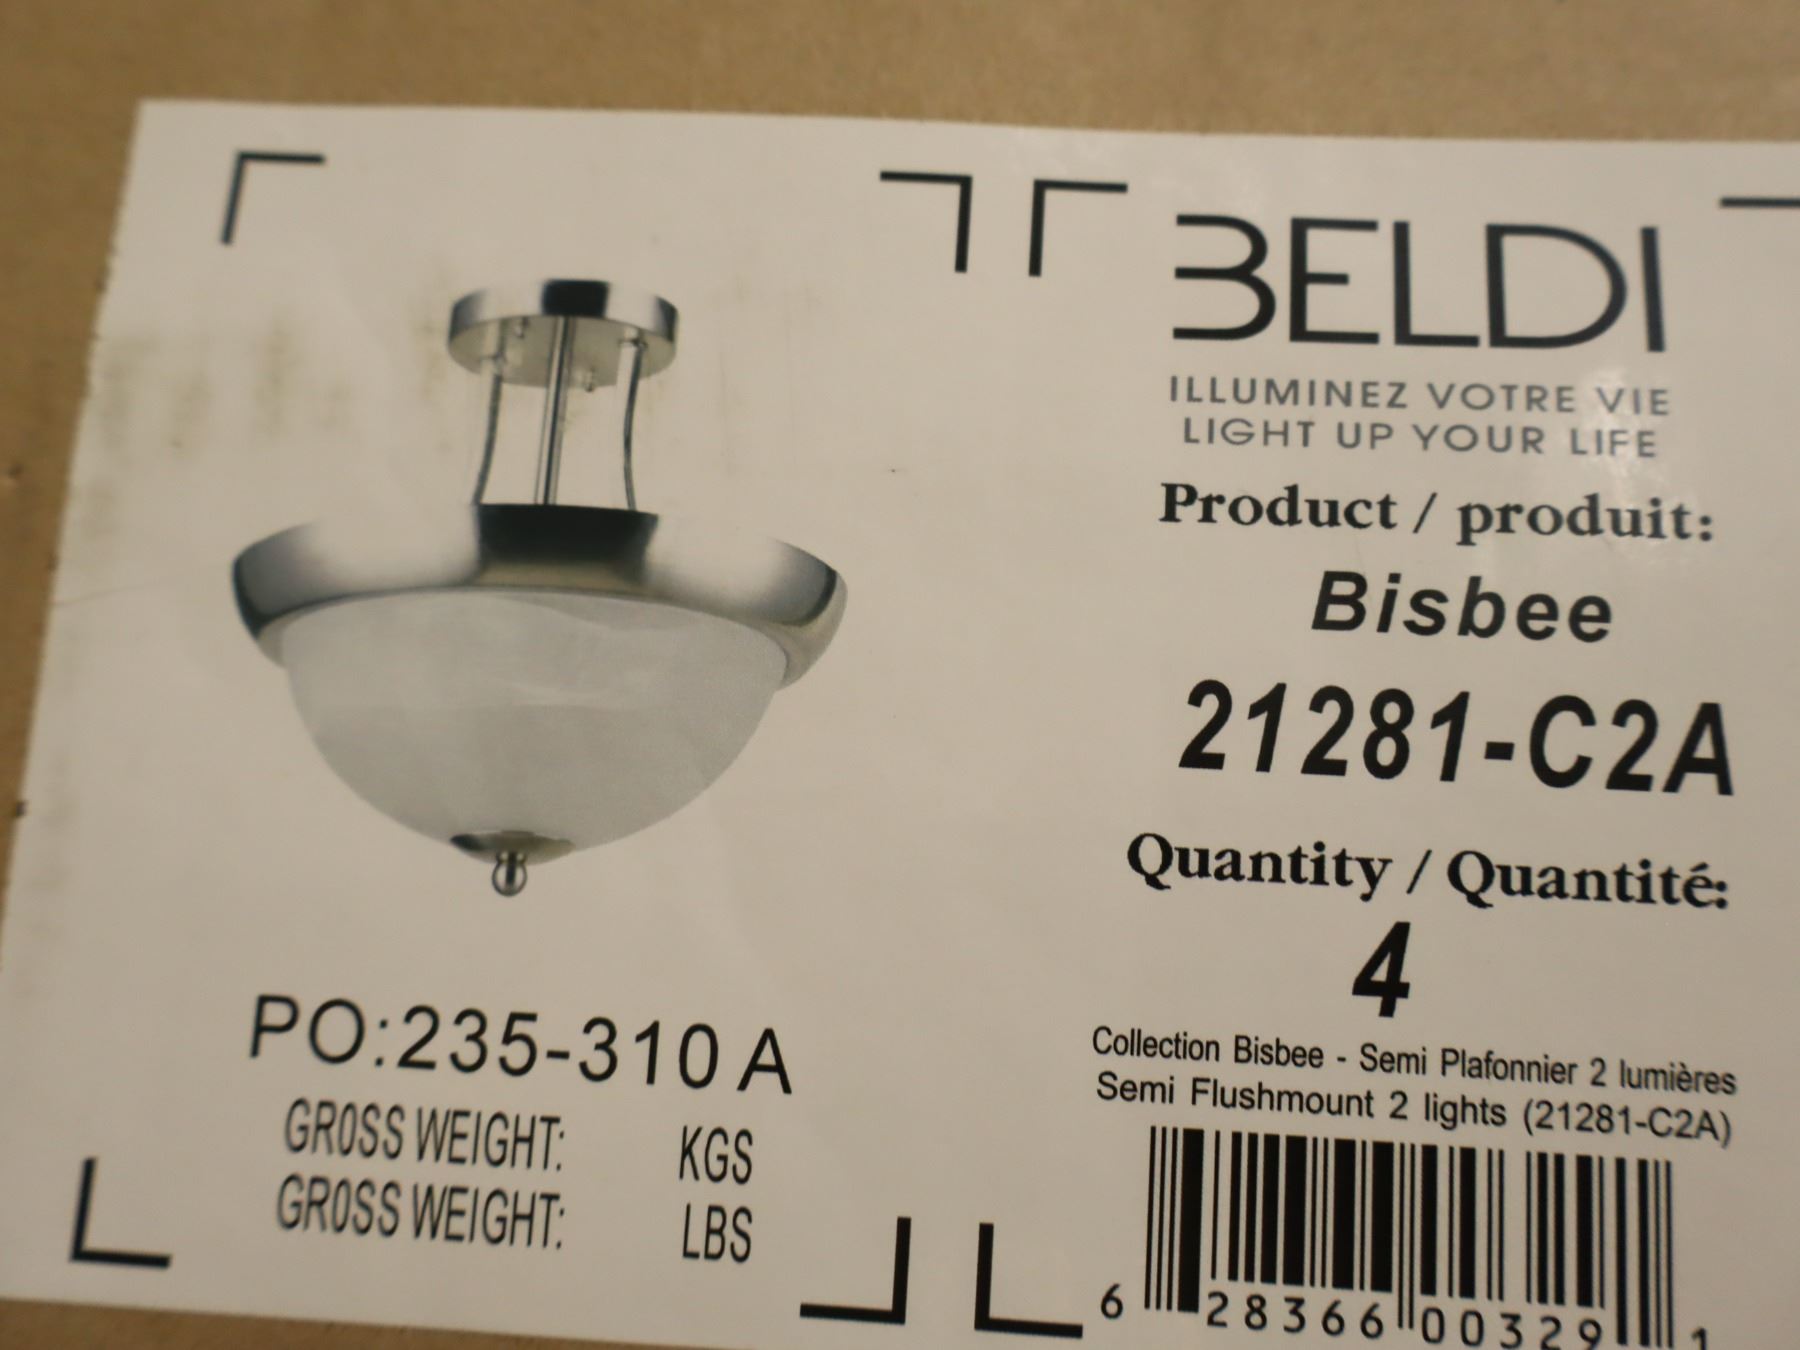 BELDI
ILLUMINEZ VOTRE VIE
LIGHT UP YOUR LIFE
Product / produit:
Bisbee
21281-C2A
Quantity / Quantité:
4
Collection Bisbee - Semi Plafonnier 2 lumières
Semi Flushmount 2 lights (21281-C2A)
6 28366 00329 1
PO:235-310 A
GROSS WEIGHT: KGS
GROSS WEIGHT: LBS